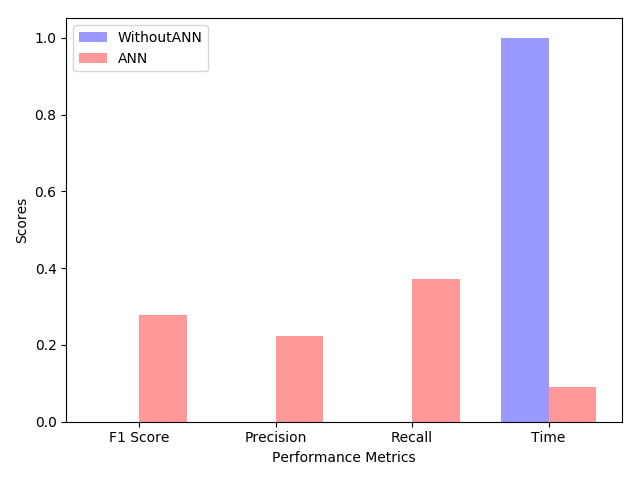 WithoutANN
ANN
1.0
0.8
0.6
0.4
0.2
0.0
Scores
F1 Score Precision Recall Time
Performance Metrics